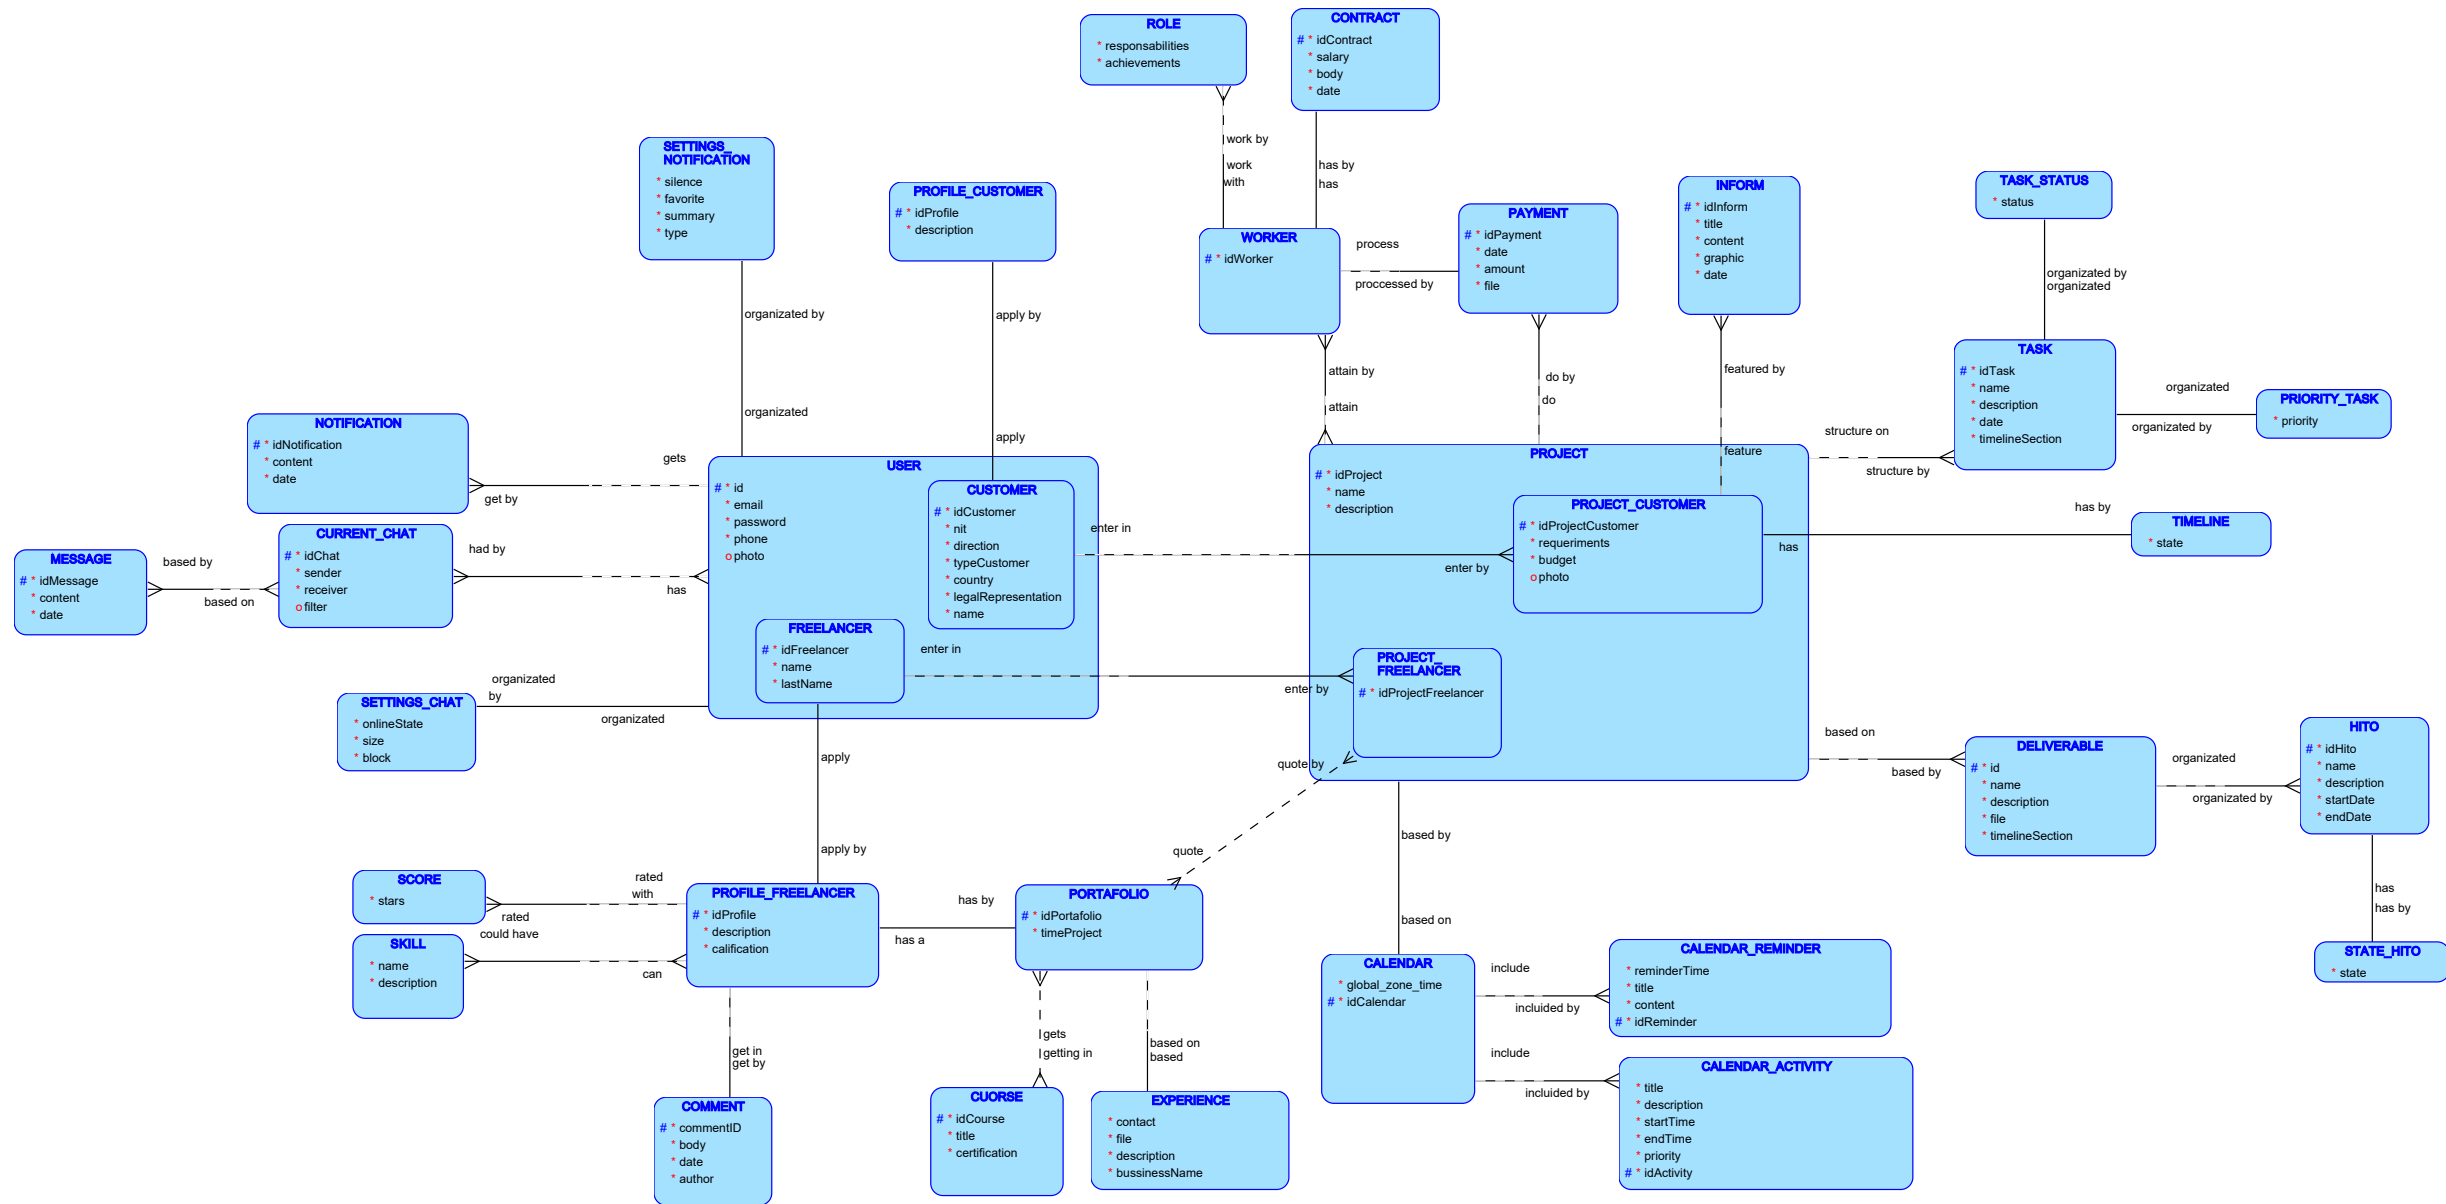 ROLE
* responsabilities
* achievements
CONTRACT
# * idContract
* salary
* body
* date
work by
work
with
has by
has
SETTINGS_
NOTIFICATION
* silence
* favorite
* summary
* type
PROFILE_CUSTOMER
# * idProfile
* description
WORKER
# * idWorker
process
proccessed by
PAYMENT
# * idPayment
* date
* amount
* file
INFORM
# * idInform
* title
* content
* graphic
* date
TASK_STATUS
* status
organizated by
organizated
organizated by
organizated
apply by
apply
attain by
attain
do by
do
featured by
feature
TASK
# * idTask
* name
* description
* date
* timelineSection
organizated
organizated by
PRIORITY_TASK
* priority
structure on
structure by
NOTIFICATION
# * idNotification
* content
* date
gets
get by
USER
# * id
* email
* password
* phone
o photo
CUSTOMER
# * idCustomer
* nit
* direction
* typeCustomer
* country
* legalRepresentation
* name
FREELANCER
# * idFreelancer
* name
* lastName
enter in
enter by
enter in
enter by
PROJECT
# * idProject
* name
* description
PROJECT_CUSTOMER
# * idProjectCustomer
* requeriments
* budget
o photo
PROJECT_
FREELANCER
# * idProjectFreelancer
has by
has
TIMELINE
* state
MESSAGE
# * idMessage
* content
* date
based by
based on
CURRENT_CHAT
# * idChat
* sender
* receiver
o filter
had by
has
SETTINGS_CHAT
* onlineState
* size
* block
organizated
by
organizated
apply
apply by
quote by
quote
based by
based on
based on
based by
DELIVERABLE
# * id
* name
* description
* file
* timelineSection
organizated
organizated by
HITO
# * idHito
* name
* description
* startDate
* endDate
has
has by
STATE_HITO
* state
SCORE
* stars
rated
with
rated
could have
SKILL
* name
* description
can
PROFILE_FREELANCER
# * idProfile
* description
* calification
has by
has a
PORTAFOLIO
# * idPortafolio
* timeProject
get in
get by
COMMENT
# * commentID
* body
* date
* author
gets
getting in
CUORSE
# * idCourse
* title
* certification
based on
based
EXPERIENCE
* contact
* file
* description
* bussinessName
CALENDAR
* global_zone_time
# * idCalendar
include
incluided by
CALENDAR_REMINDER
* reminderTime
* title
* content
# * idReminder
include
incluided by
CALENDAR_ACTIVITY
* title
* description
* startTime
* endTime
* priority
# * idActivity